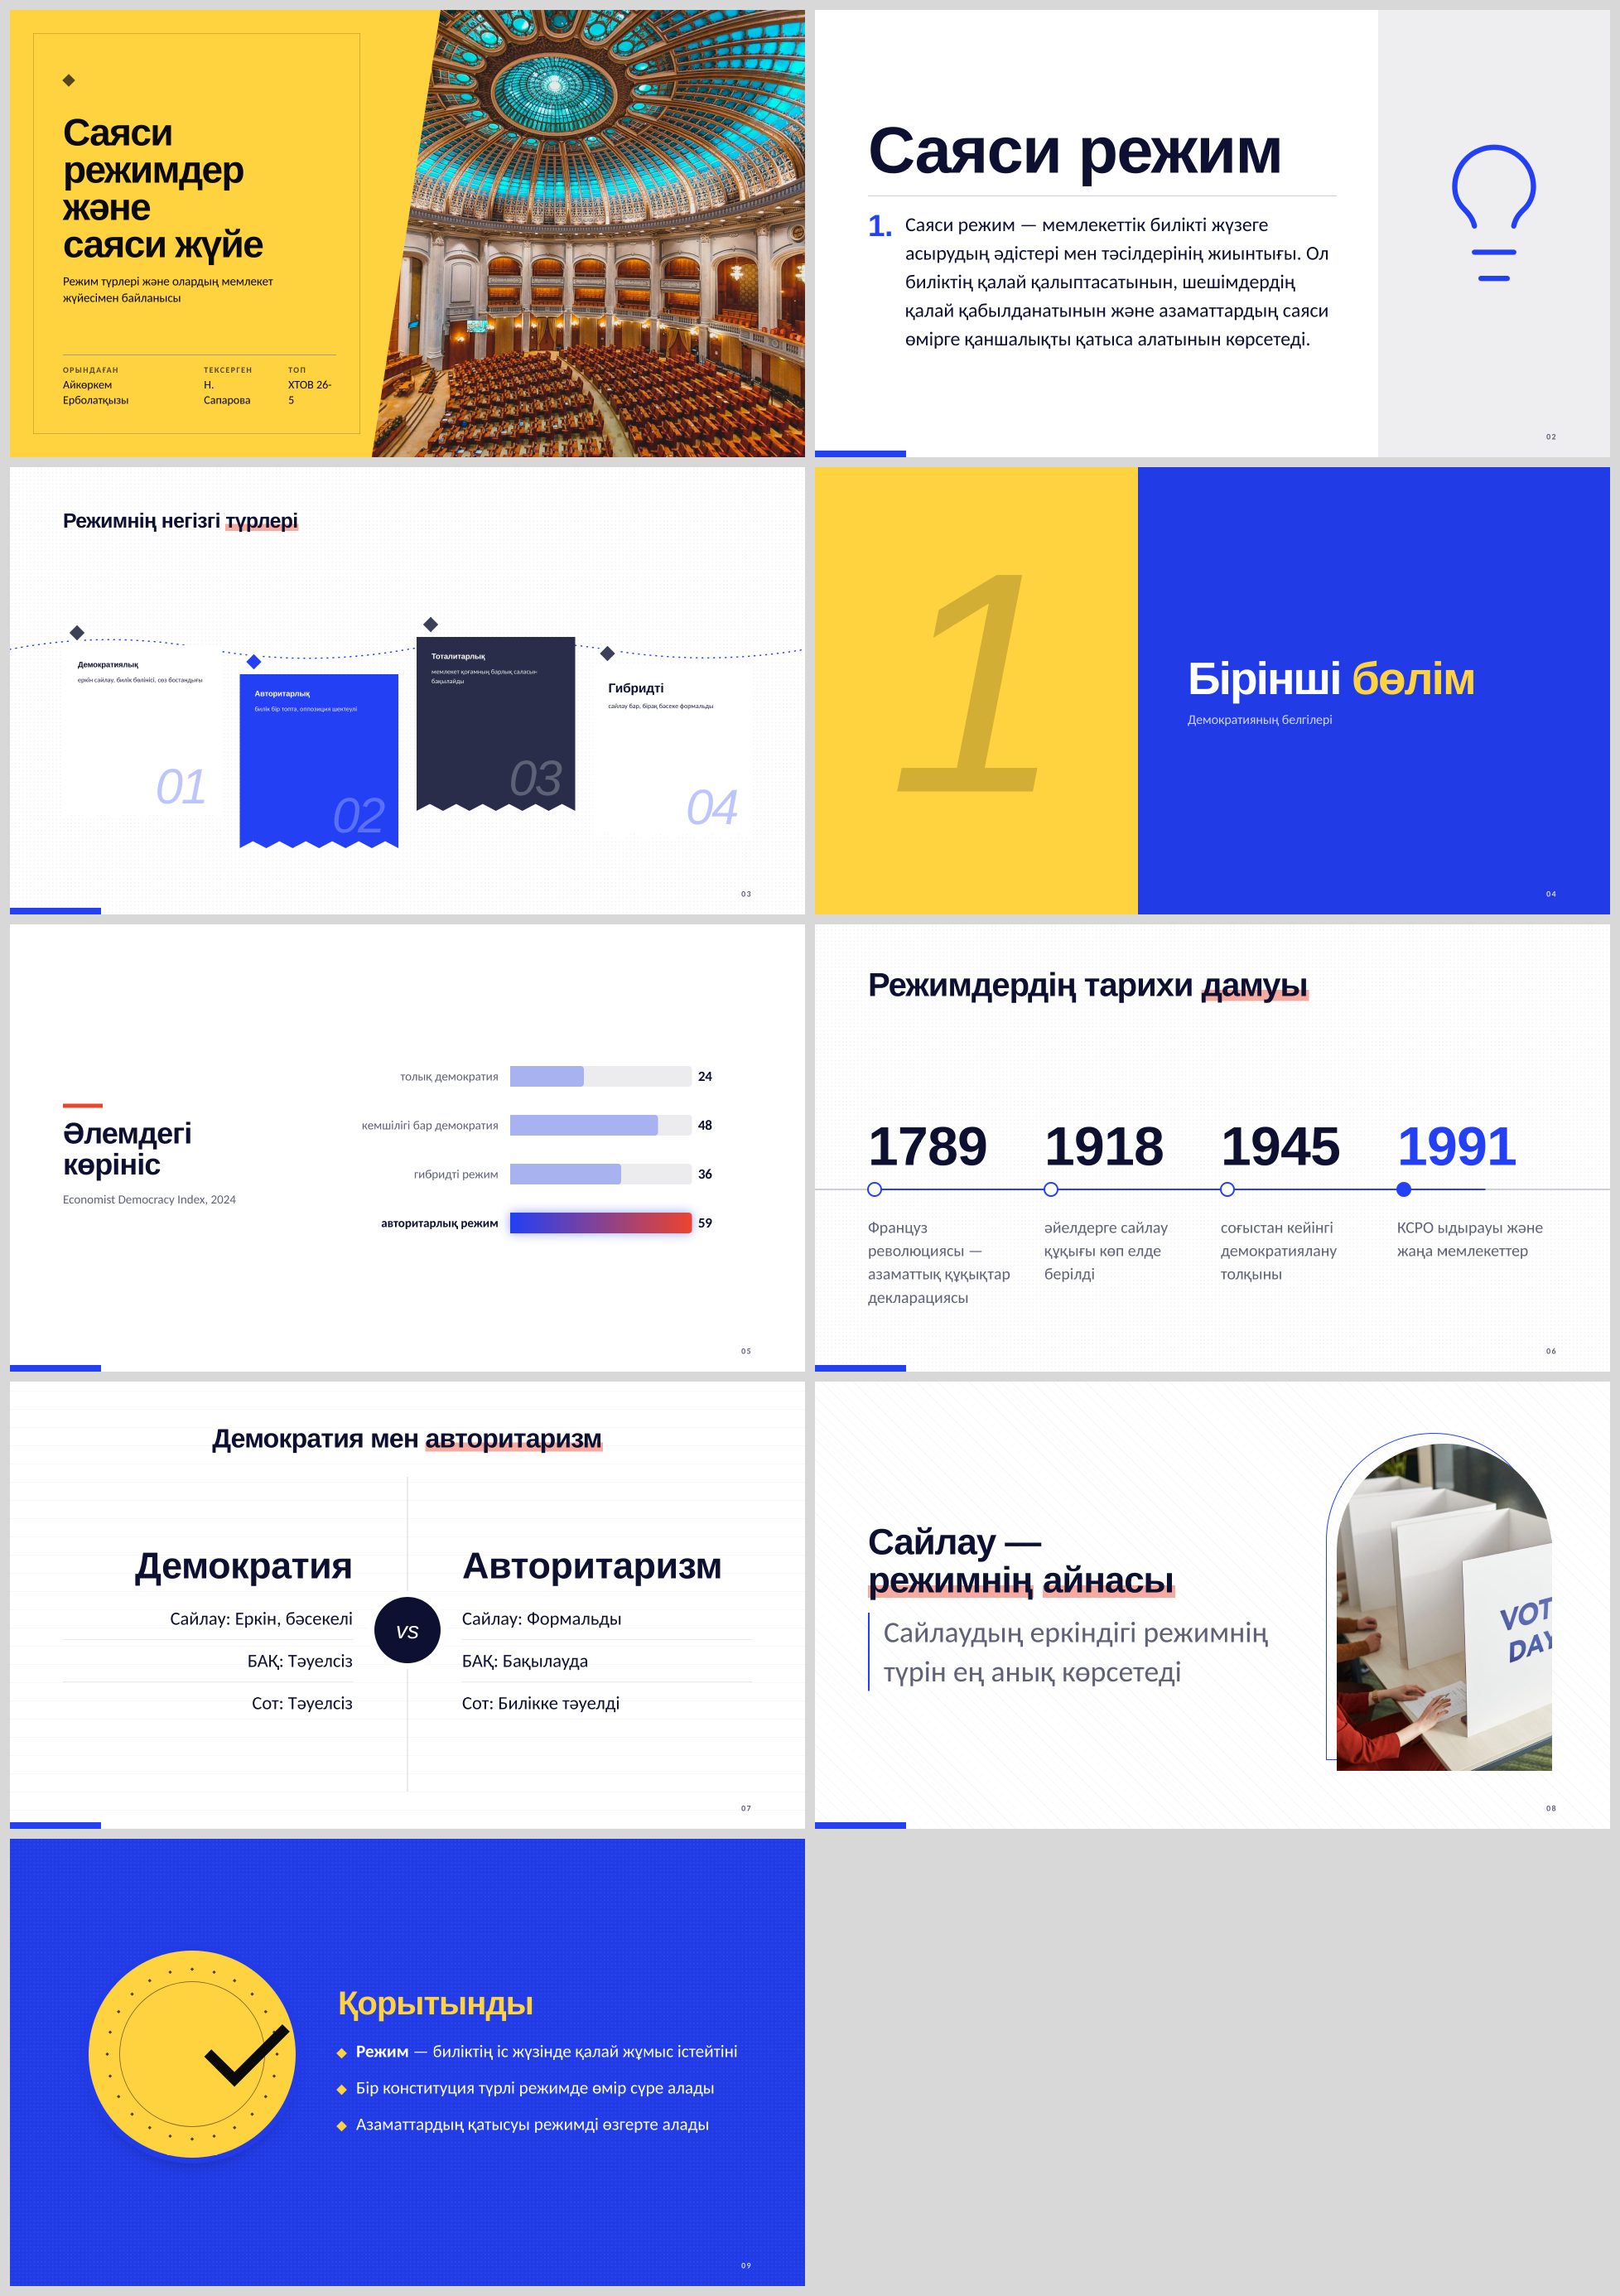 Саяси
режимдер
және
саяси жүйе
Режим түрлері және олардың мемлекет
жүйесімен байланысы
ОРЫНДАҒАН
Айкөркем
Ерболатқызы
ТЕКСЕРГЕН
Н.
Сапарова
ТОП
ХТОВ 26-
5
Саяси режим
1. Саяси режим — мемлекеттік билікті жүзеге
асырудың әдістері мен тәсілдерінің жиынтығы. Ол
биліктің қалай қалыптасатынын, шешімдердің
қалай қабылданатынын және азаматтардың саяси
өмірге қаншалықты қатыса алатынын көрсетеді.
02
Режимнің негізгі түрлері
Демократиялық
еркін сайлау, билік бөлінісі, сөз бостандығы
01
Авторитарлық
билік бір топта, оппозиция шектеулі
02
Тоталитарлық
мемлекет қоғамның барлық саласын
бақылайды
03
Гибридті
сайлау бар, бірақ бәсеке формальды
04
03
1
Бірінші бөлім
Демократияның белгілері
04
Әлемдегі
көрініс
Economist Democracy Index, 2024
толық демократия 24
кемшілігі бар демократия 48
гибридті режим 36
авторитарлық режим 59
05
Режимдердің тарихи дамуы
1789
Француз
революциясы —
азаматтық құқықтар
декларациясы
1918
әйелдерге сайлау
құқығы көп елде
берілді
1945
соғыстан кейінгі
демократиялану
толқыны
1991
КСРО ыдырауы және
жаңа мемлекеттер
06
Демократия мен авторитаризм
Демократия
Сайлау: Еркін, бәсекелі
БАҚ: Тәуелсіз
Сот: Тәуелсіз
vs
Авторитаризм
Сайлау: Формальды
БАҚ: Бақылауда
Сот: Билікке тәуелді
07
Сайлау —
режимнің айнасы
Сайлаудың еркіндігі режимнің
түрін ең анық көрсетеді
VOT
DAY
08
Қорытынды
Режим — биліктің іс жүзінде қалай жұмыс істейтіні
Бір конституция түрлі режимде өмір сүре алады
Азаматтардың қатысуы режимді өзгерте алады
09